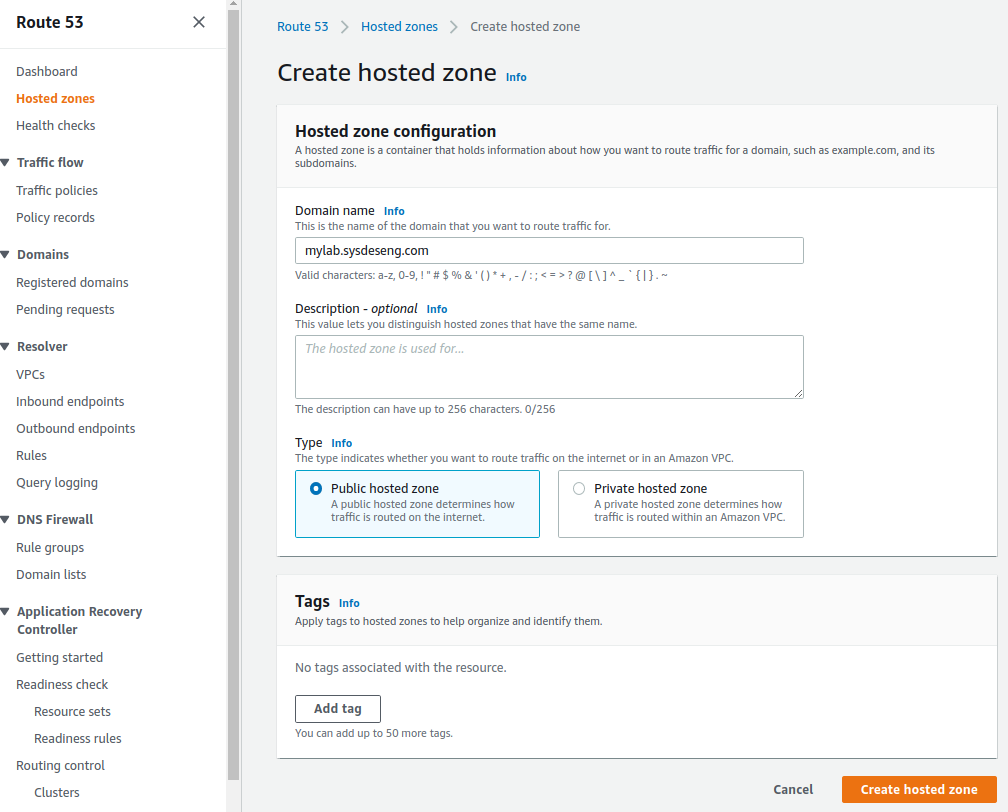 Route 53
Dashboard
Hosted zones
Health checks
Traffic flow
Traffic policies
Policy records
Domains
Registered domains
Pending requests
Resolver
VPCs
Inbound endpoints
Outbound endpoints
Rules
Query logging
DNS Firewall
Rule groups
Domain lists
Application Recovery
Controller
Getting started
Readiness check
Resource sets
Readiness rules
Routing control
Clusters
Route 53 > Hosted zones > Create hosted zone
Create hosted zone Info
Hosted zone configuration
A hosted zone is a container that holds information about how you want to route traffic for a domain, such as example.com, and its
subdomains.
Domain name Info
This is the name of the domain that you want to route traffic for.
mylab.sysdeseng.com
Valid characters: a-z, 0-9, ! " # $ % & ' ( ) * + , - / : ; < = > ? @ [ \ ] ^ _ ` { | } . ~
Description - optional Info
This value lets you distinguish hosted zones that have the same name.
The hosted zone is used for...
The description can have up to 256 characters. 0/256
Type Info
The type indicates whether you want to route traffic on the internet or in an Amazon VPC.
Public hosted zone
A public hosted zone determines how
traffic is routed on the internet.
Private hosted zone
A private hosted zone determines how
traffic is routed within an Amazon VPC.
Tags Info
Apply tags to hosted zones to help organize and identify them.
No tags associated with the resource.
Add tag
You can add up to 50 more tags.
Cancel
Create hosted zone